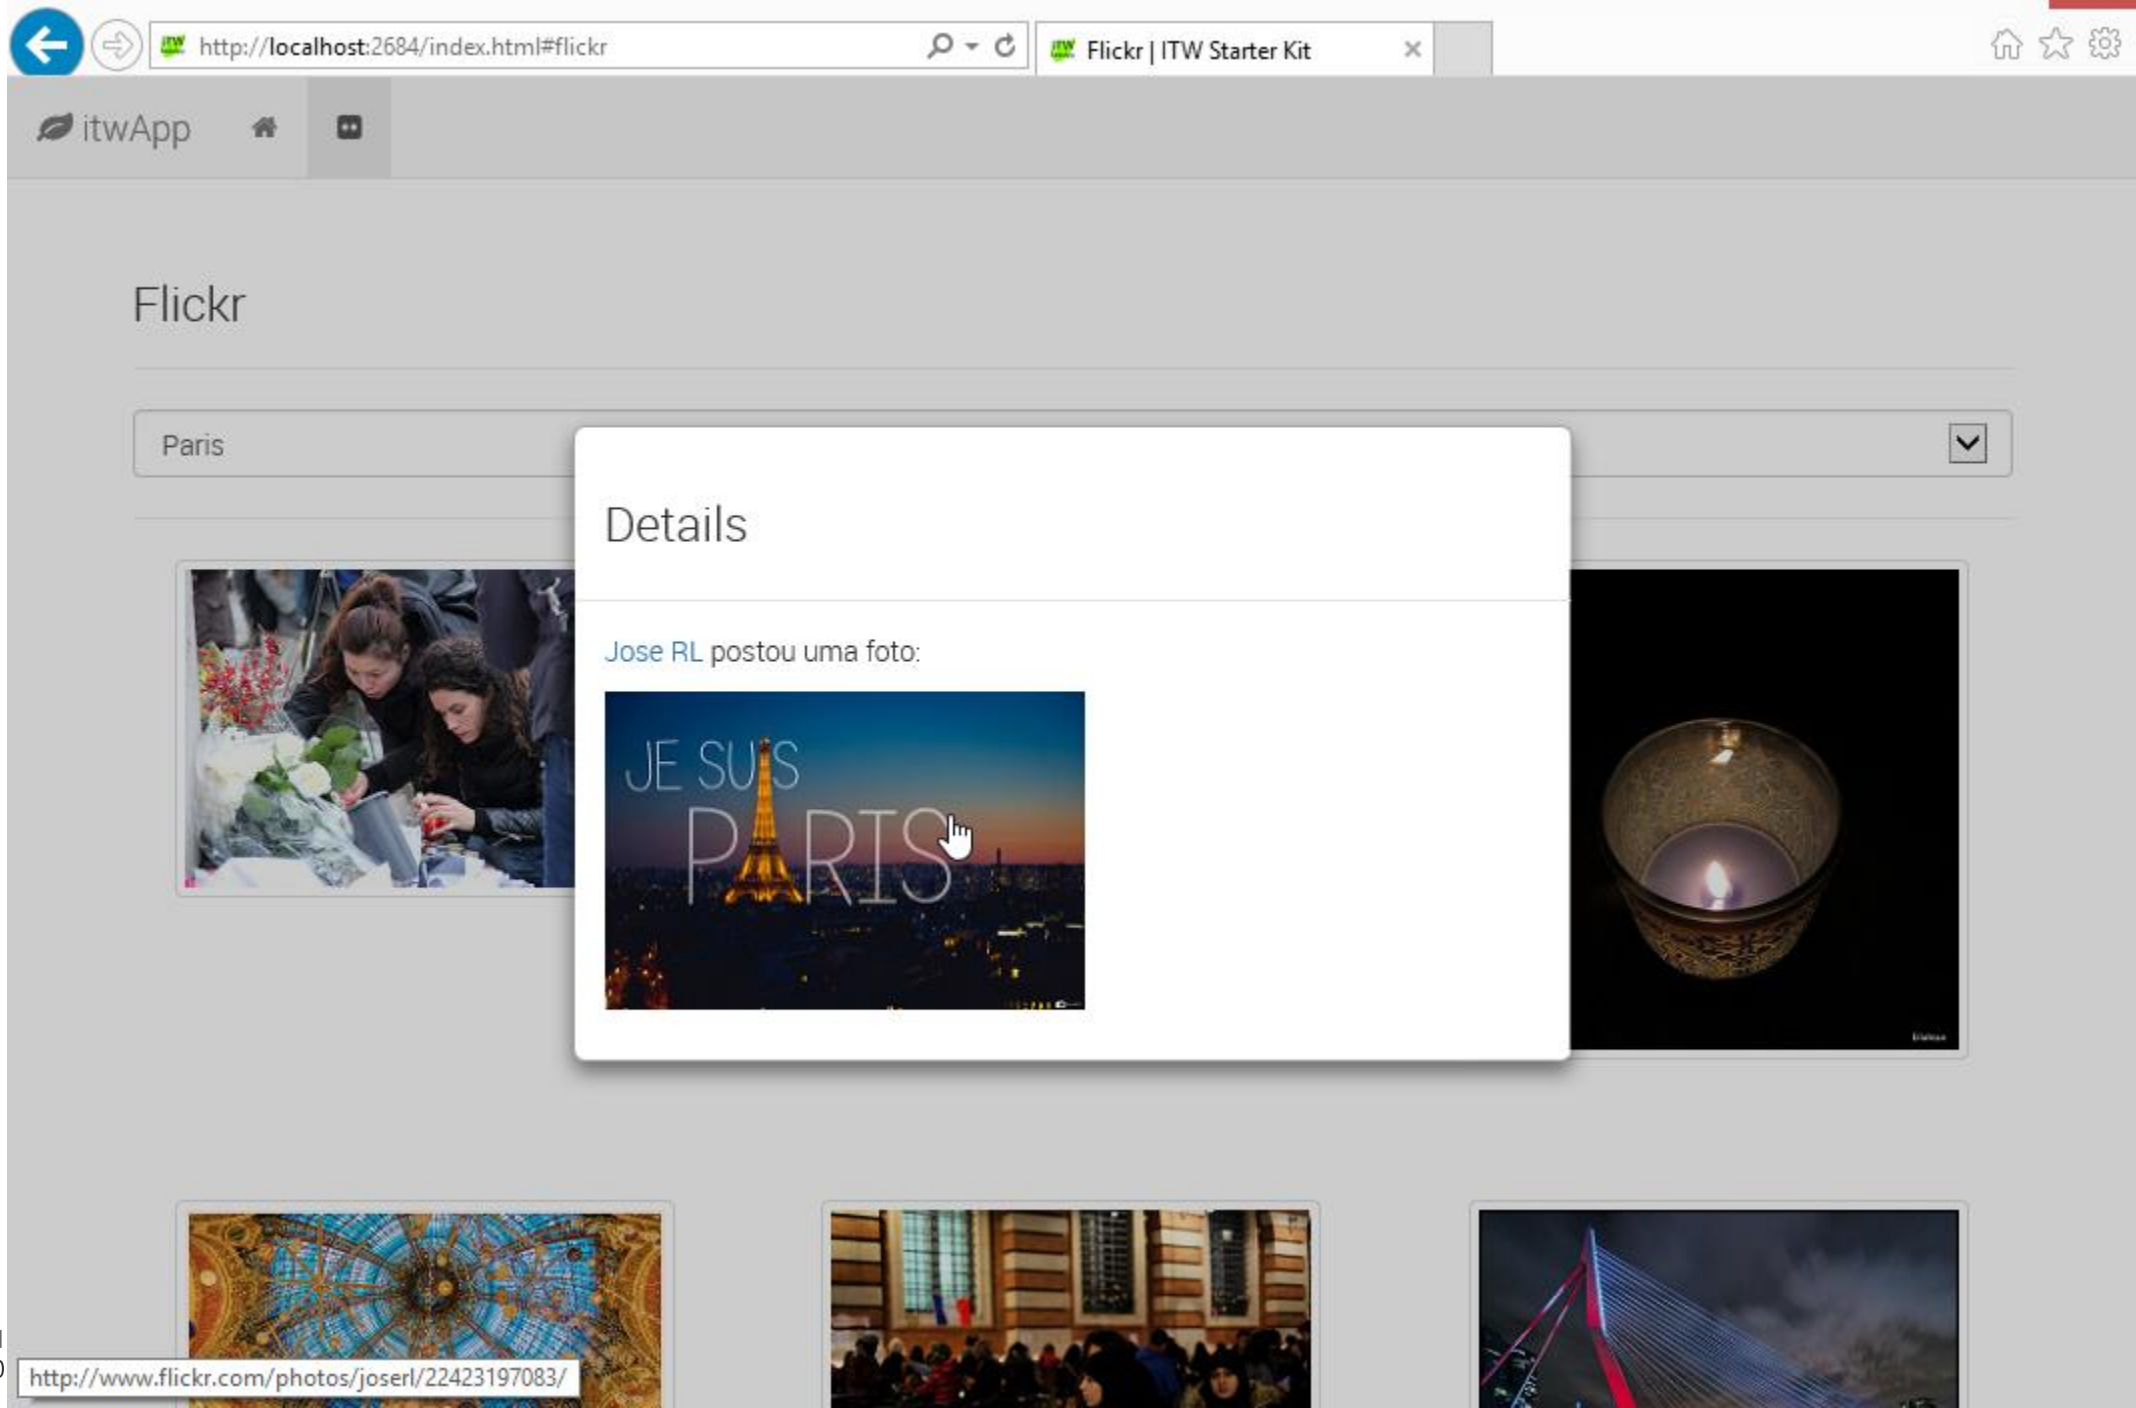 http://localhost:2684/index.html#flickr
Flickr | ITW Starter Kit
itwApp
Flickr
Paris
Details
Jose RL postou uma foto:
JE SUIS
PARIS
http://www.flickr.com/photos/joserl/22423197083/